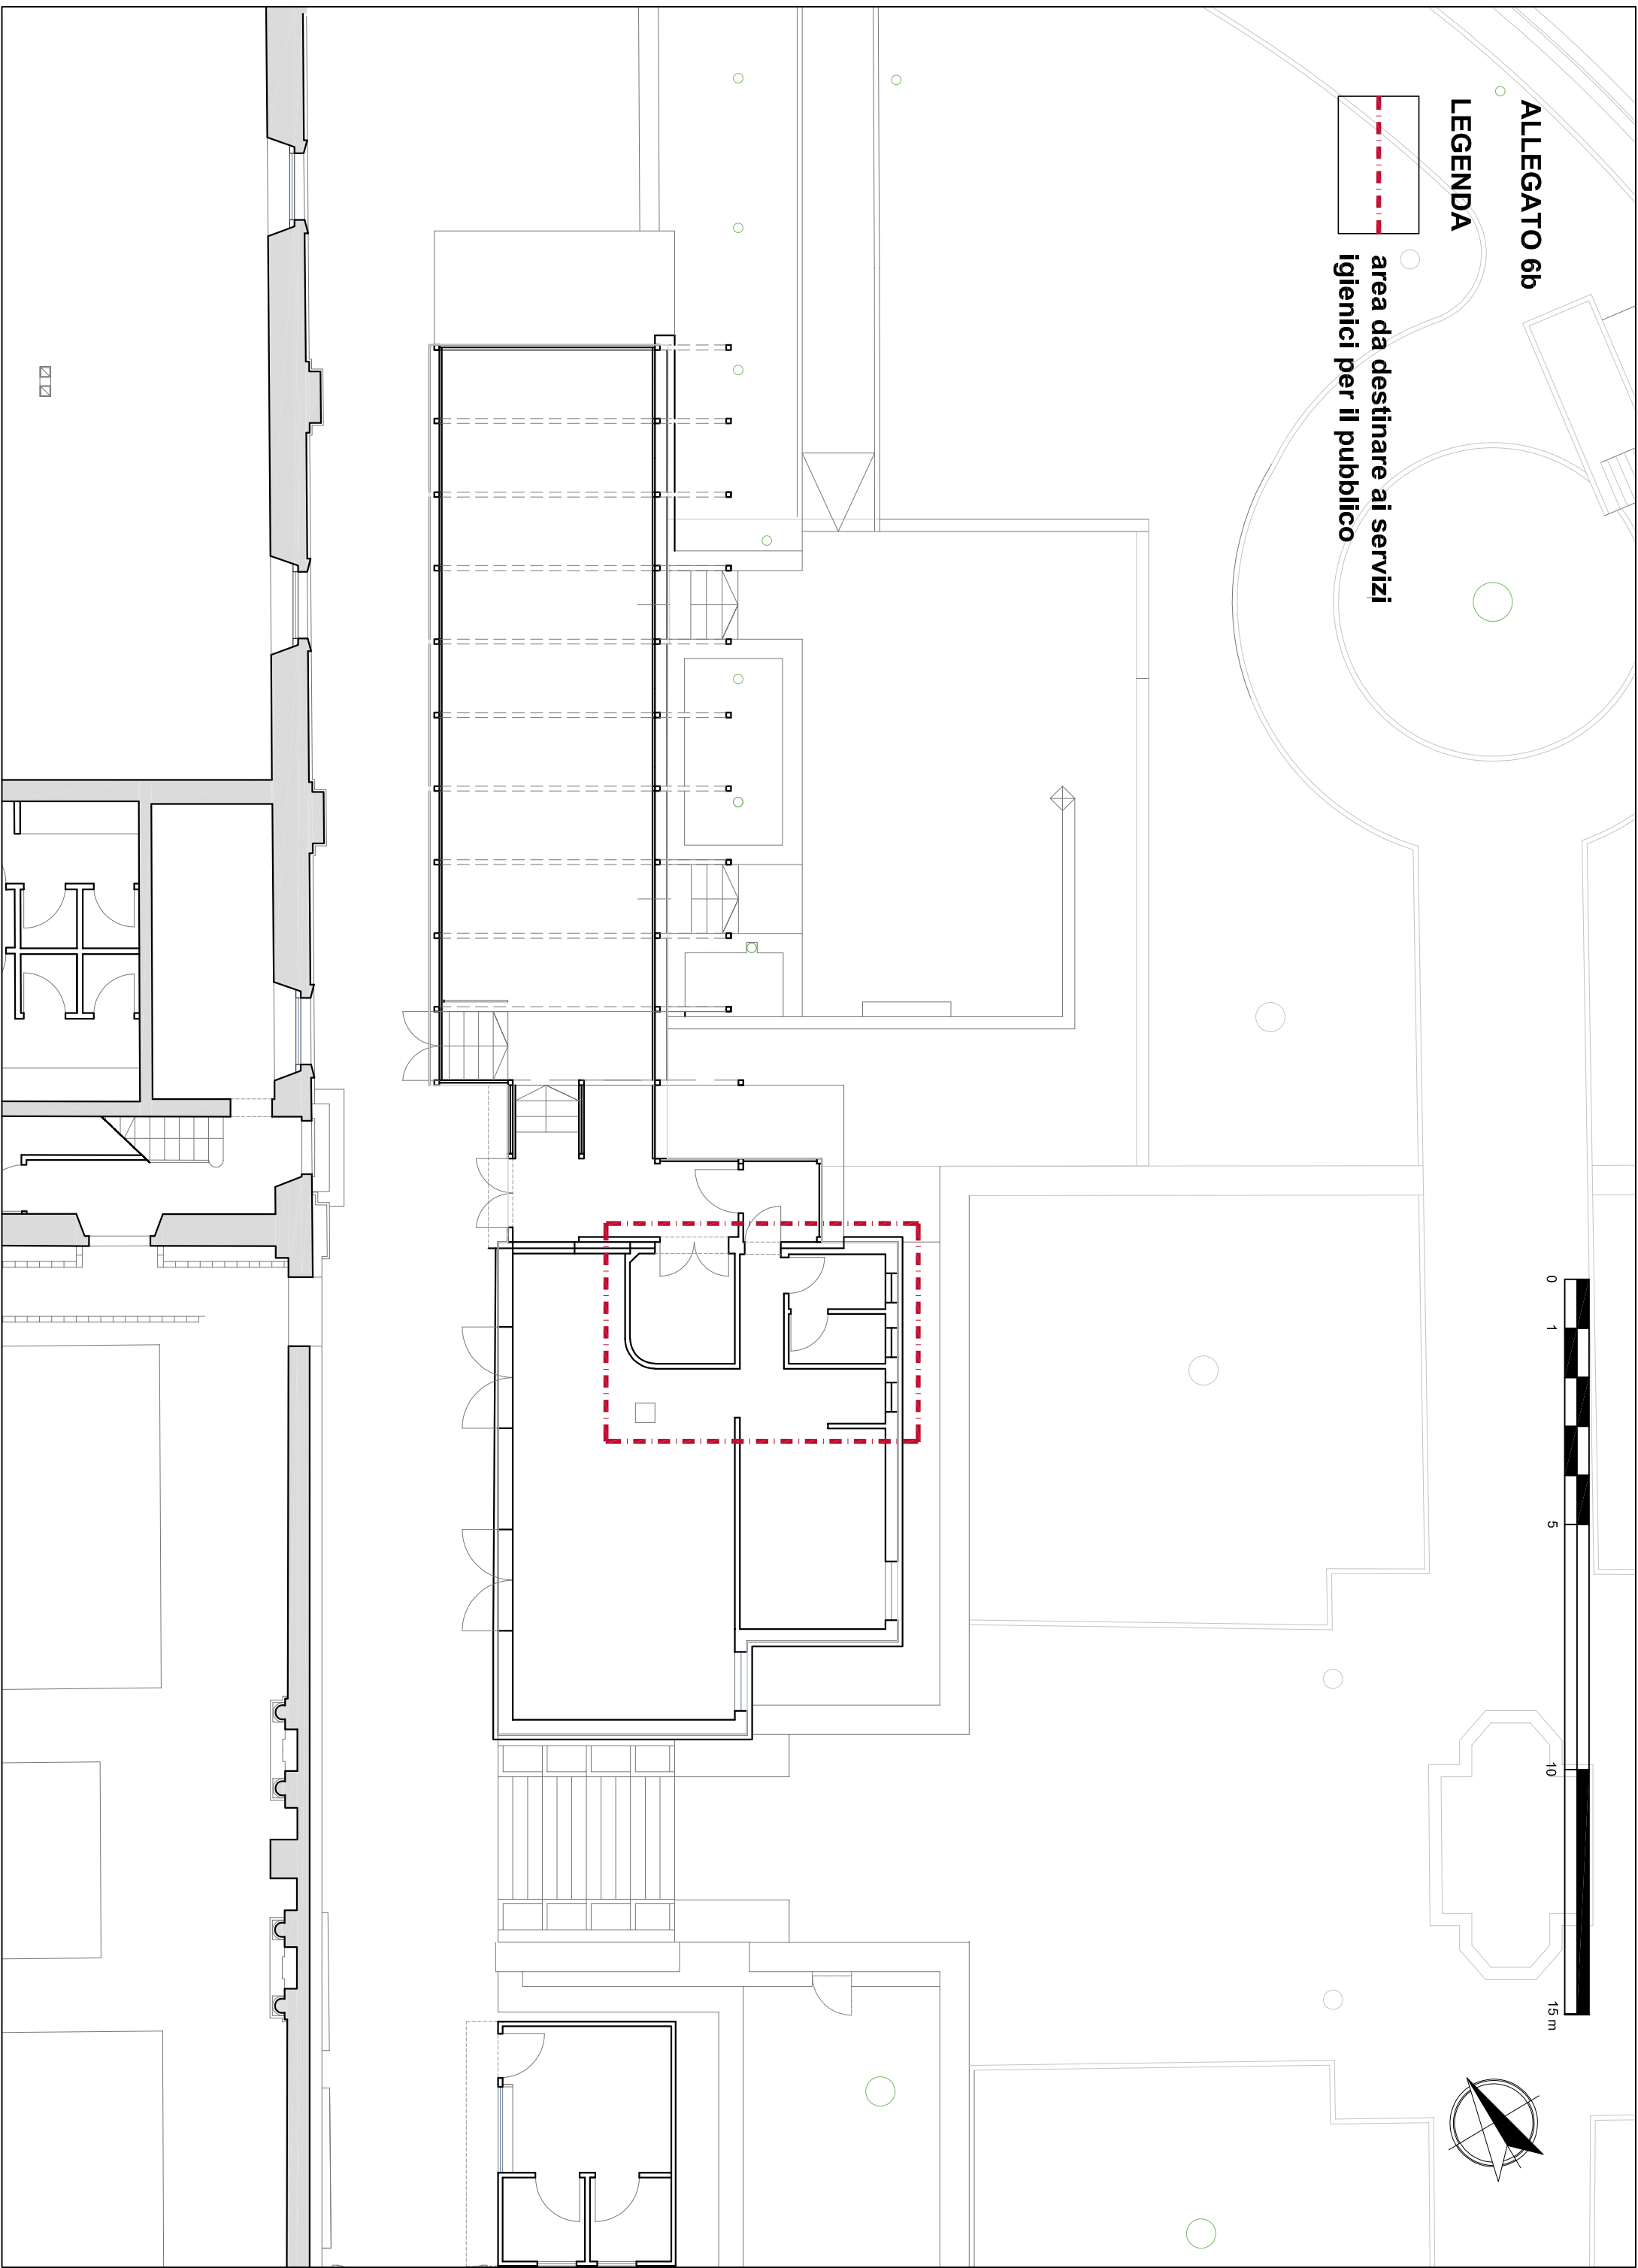 ALLEGATO 6b
LEGENDA
area da destinare ai servizi
igienici per il pubblico
0 1 5 10 15 m